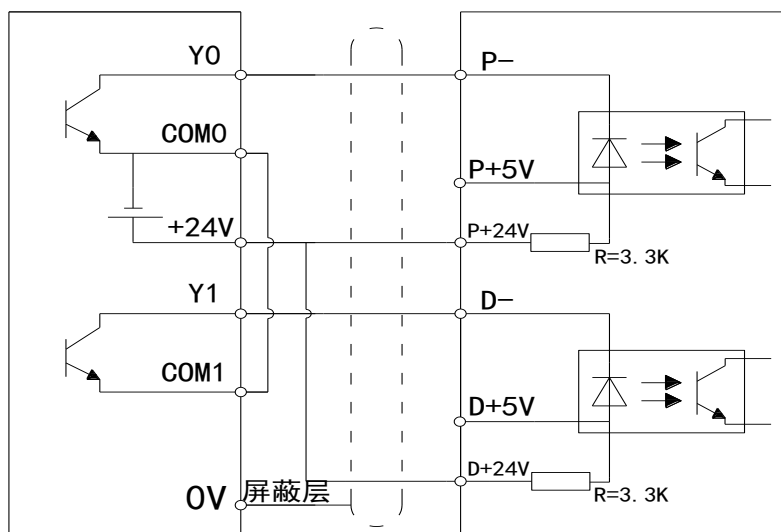 Y0
P-
COM0
P+5V
+24V
P+24V
R=3.3K
Y1
D-
COM1
D+5V
D+24V
0V
屏蔽层
R=3.3K